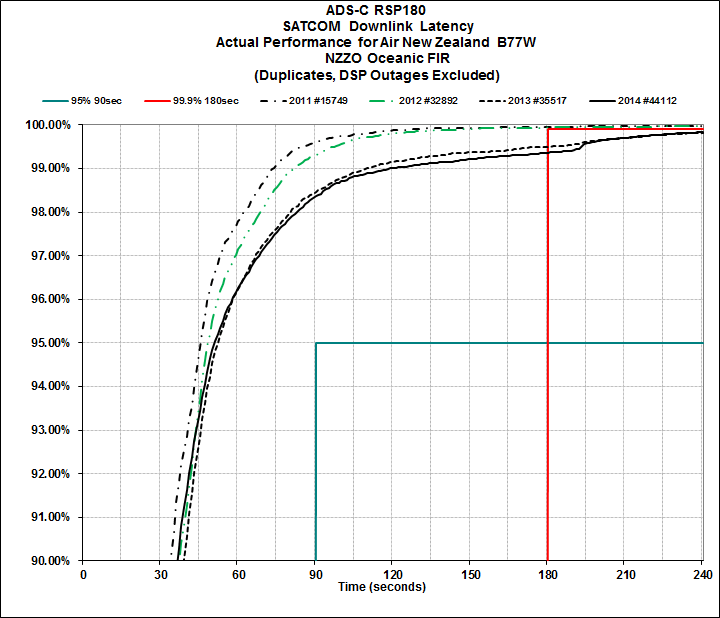 ADS-C RSP180
SATCOM Downlink Latency
Actual Performance for Air New Zealand B77W
NZZO Oceanic FIR
(Duplicates, DSP Outages Excluded)
95% 90sec 99.9% 180sec 2011 #15749 2012 #32892 2013 #35517 2014 #44112
100.00%
99.00%
98.00%
97.00%
96.00%
95.00%
94.00%
93.00%
92.00%
91.00%
90.00%
0 30 60 90 120 150 180 210 240
Time (seconds)